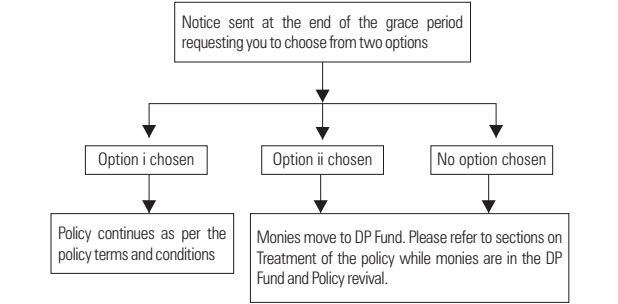 Notice sent at the end of the grace period
requesting you to choose from two options
Option i chosen
Option ii chosen
No option chosen
Policy continues as per the
policy terms and conditions
Monies move to DP Fund. Please refer to sections on
Treatment of the policy while monies are in the DP
Fund and Policy revival.